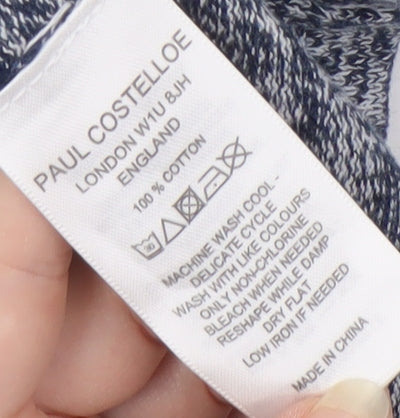 PAUL COSTELLOE
LONDON W1U 8JH
ENGLAND
100 % COTTON
MACHINE WASH COOL -
DELICATE CYCLE
WASH WITH LIKE COLOURS
ONLY NON-CHLORINE
BLEACH WHEN NEEDED
RESHAPE WHILE DAMP
DRY FLAT
LOW IRON IF NEEDED
MADE IN CHINA